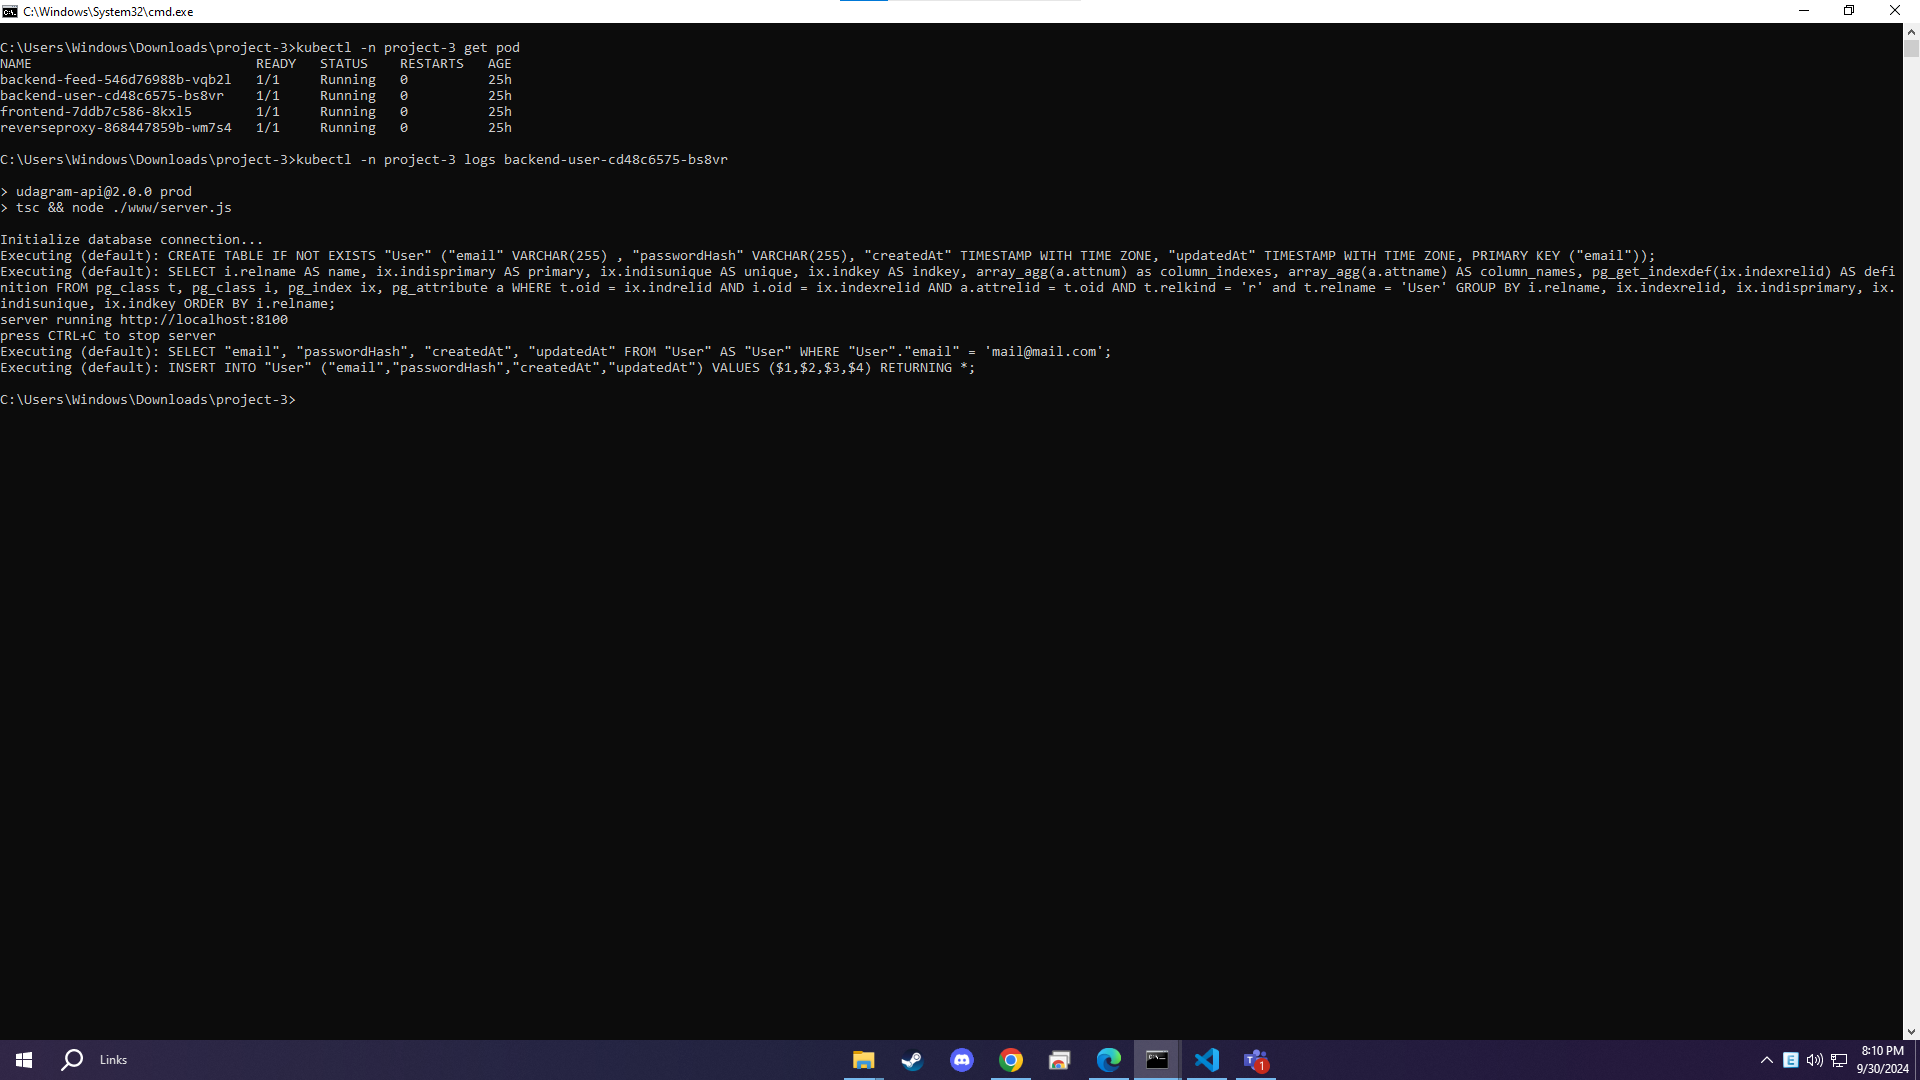 C:\Windows\System32\cmd.exe
C:\Users\Windows\Downloads\project-3>kubectl -n project-3 get pod
NAME READY STATUS RESTARTS AGE
backend-feed-546d76988b-vqb2l 1/1 Running 0 25h
backend-user-cd48c6575-bs8vr 1/1 Running 0 25h
frontend-7ddb7c586-8kxl5 1/1 Running 0 25h
reverseproxy-868447859b-wm7s4 1/1 Running 0 25h
C:\Users\Windows\Downloads\project-3>kubectl -n project-3 logs backend-user-cd48c6575-bs8vr
> udagram-api@2.0.0 prod
> tsc && node ./www/server.js
Initialize database connection...
Executing (default): CREATE TABLE IF NOT EXISTS "User" ("email" VARCHAR(255) , "passwordHash" VARCHAR(255), "createdAt" TIMESTAMP WITH TIME ZONE, "updatedAt" TIMESTAMP WITH TIME ZONE, PRIMARY KEY ("email"));
Executing (default): SELECT i.relname AS name, ix.indisprimary AS primary, ix.indisunique AS unique, ix.indkey AS indkey, array_agg(a.attnum) as column_indexes, array_agg(a.attname) AS column_names, pg_get_indexdef(ix.indexrelid) AS defi
nition FROM pg_class t, pg_class i, pg_index ix, pg_attribute a WHERE t.oid = ix.indrelid AND i.oid = ix.indexrelid AND a.attrelid = t.oid AND t.relkind = 'r' and t.relname = 'User' GROUP BY i.relname, ix.indexrelid, ix.indisprimary, ix.
indisunique, ix.indkey ORDER BY i.relname;
server running http://localhost:8100
press CTRL+C to stop server
Executing (default): SELECT "email", "passwordHash", "createdAt", "updatedAt" FROM "User" AS "User" WHERE "User"."email" = 'mail@mail.com';
Executing (default): INSERT INTO "User" ("email","passwordHash","createdAt","updatedAt") VALUES ($1,$2,$3,$4) RETURNING *;
C:\Users\Windows\Downloads\project-3>
Links
1
E
8:10 PM
9/30/2024